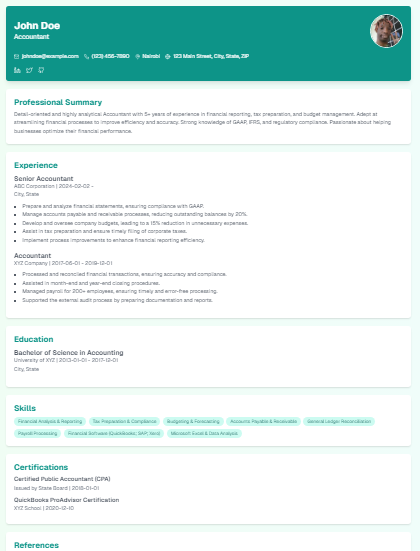 John Doe
Accountant
johndoe@example.com (123) 456-7890 Nairobi 123 Main Street, City, State, ZIP
Professional Summary
Detail-oriented and highly analytical Accountant with 5+ years of experience in financial reporting, tax preparation, and budget management. Adept at
streamlining financial processes to improve efficiency and accuracy. Strong knowledge of GAAP, IFRS, and regulatory compliance. Passionate about helping
businesses optimize their financial performance.
Experience
Senior Accountant
ABC Corporation | 2024-02-02 -
City, State
Prepare and analyze financial statements, ensuring compliance with GAAP.
Manage accounts payable and receivable processes, reducing outstanding balances by 20%.
Develop and oversee company budgets, leading to a 15% reduction in unnecessary expenses.
Assist in tax preparation and ensure timely filing of corporate taxes.
Implement process improvements to enhance financial reporting efficiency.
Accountant
XYZ Company | 2017-06-01 - 2019-12-01
Processed and reconciled financial transactions, ensuring accuracy and compliance.
Assisted in month-end and year-end closing procedures.
Managed payroll for 200+ employees, ensuring timely and error-free processing.
Supported the external audit process by preparing documentation and reports.
Education
Bachelor of Science in Accounting
University of XYZ | 2013-01-01 - 2017-12-01
City, State
Skills
Financial Analysis & Reporting Tax Preparation & Compliance Budgeting & Forecasting Accounts Payable & Receivable General Ledger Reconciliation
Payroll Processing Financial Software (QuickBooks, SAP, Xero) Microsoft Excel & Data Analysis
Certifications
Certified Public Accountant (CPA)
Issued by State Board | 2018-01-01
QuickBooks ProAdvisor Certification
XYZ School | 2020-12-10
References